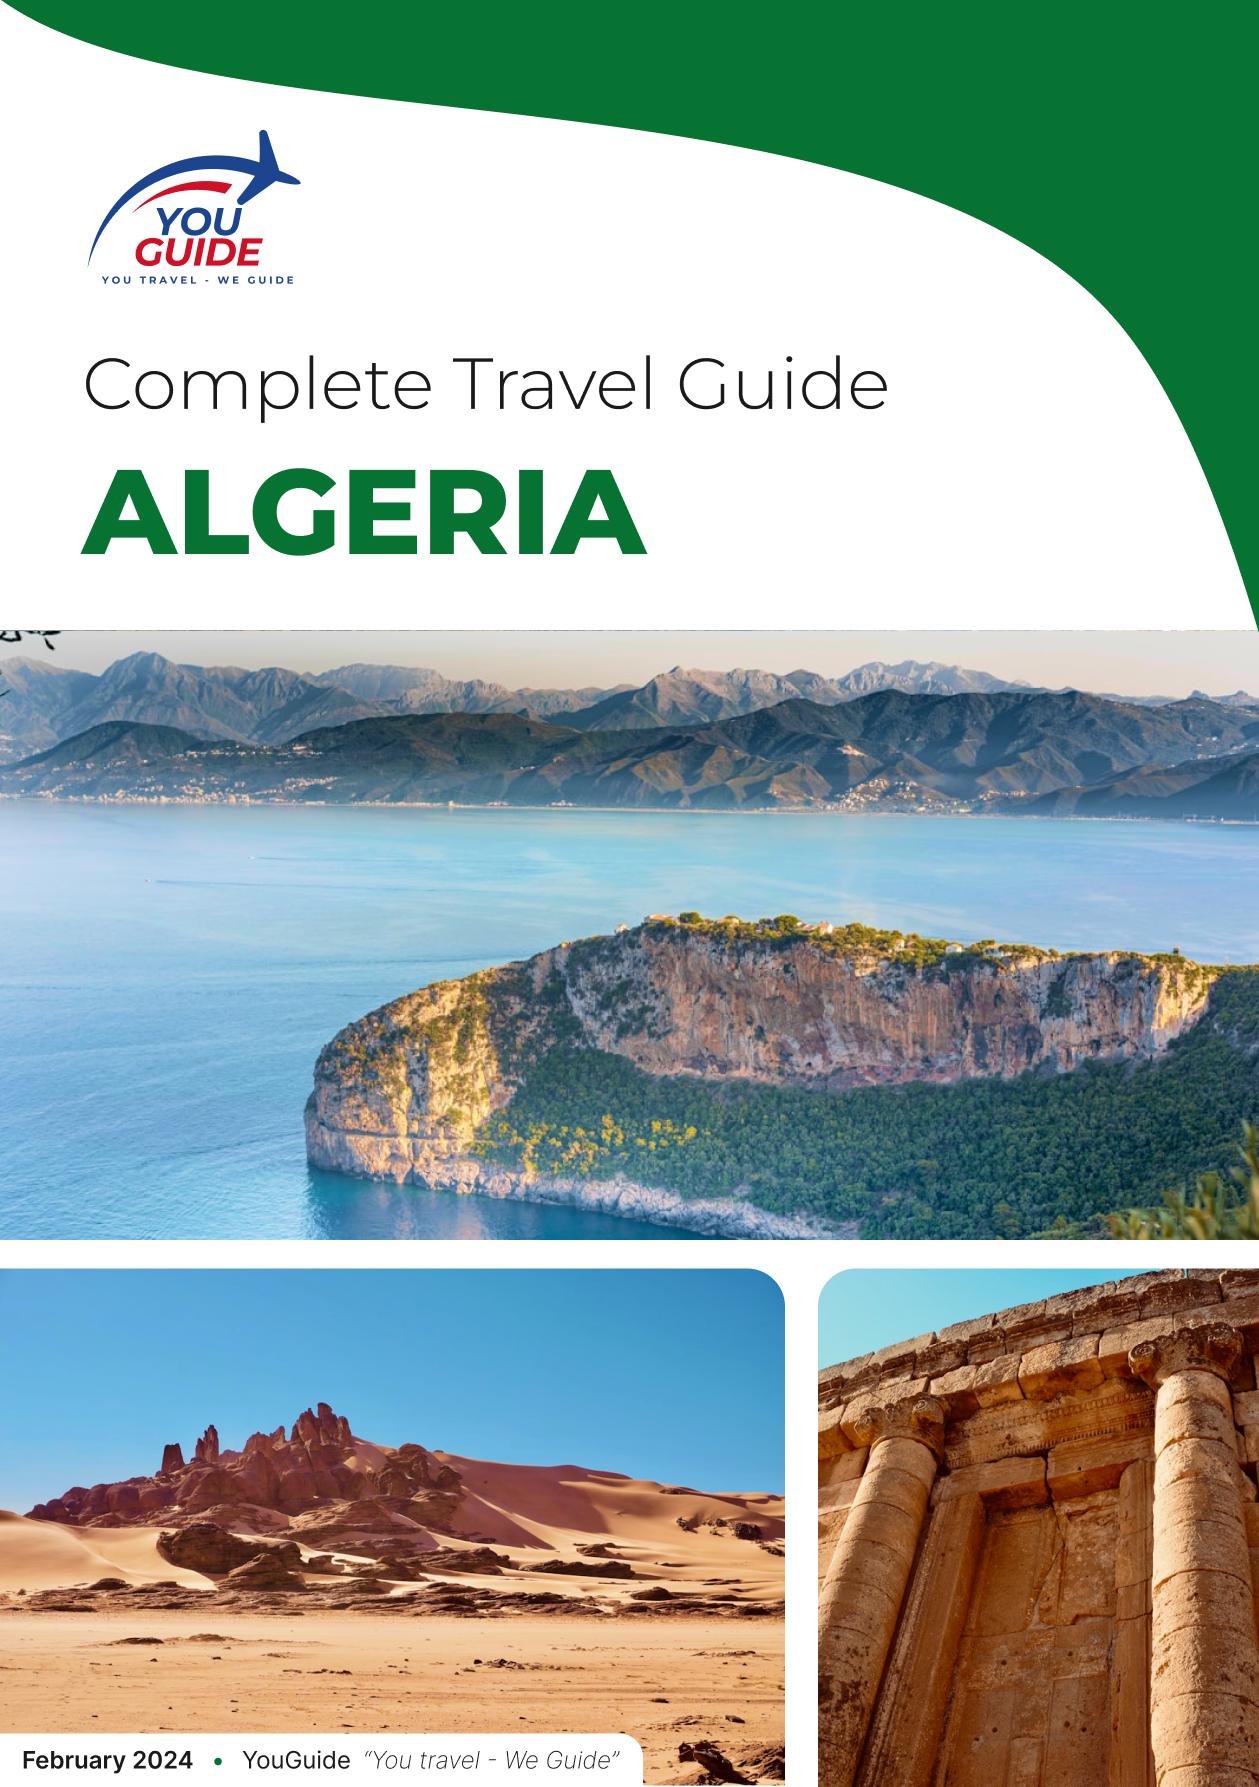 YOU
GUIDE
YOU TRAVEL - WE GUIDE
Complete Travel Guide
ALGERIA
February 2024 • YouGuide “You travel - We Guide”